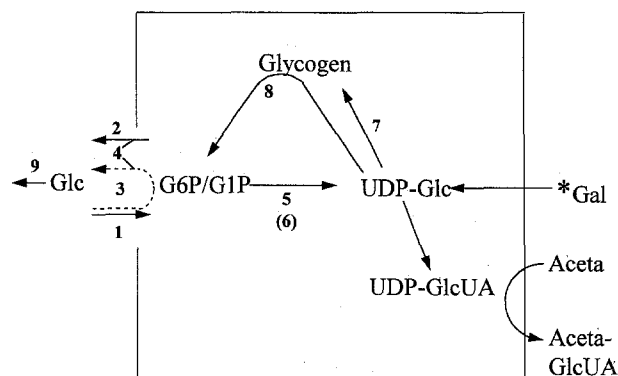 Glycogen
8
7
2
4
9
Glc
3
G6P/G1P
5
(6)
UDP-Glc
*Gal
1
UDP-GlcUA
Aceta
Aceta-
GlcUA